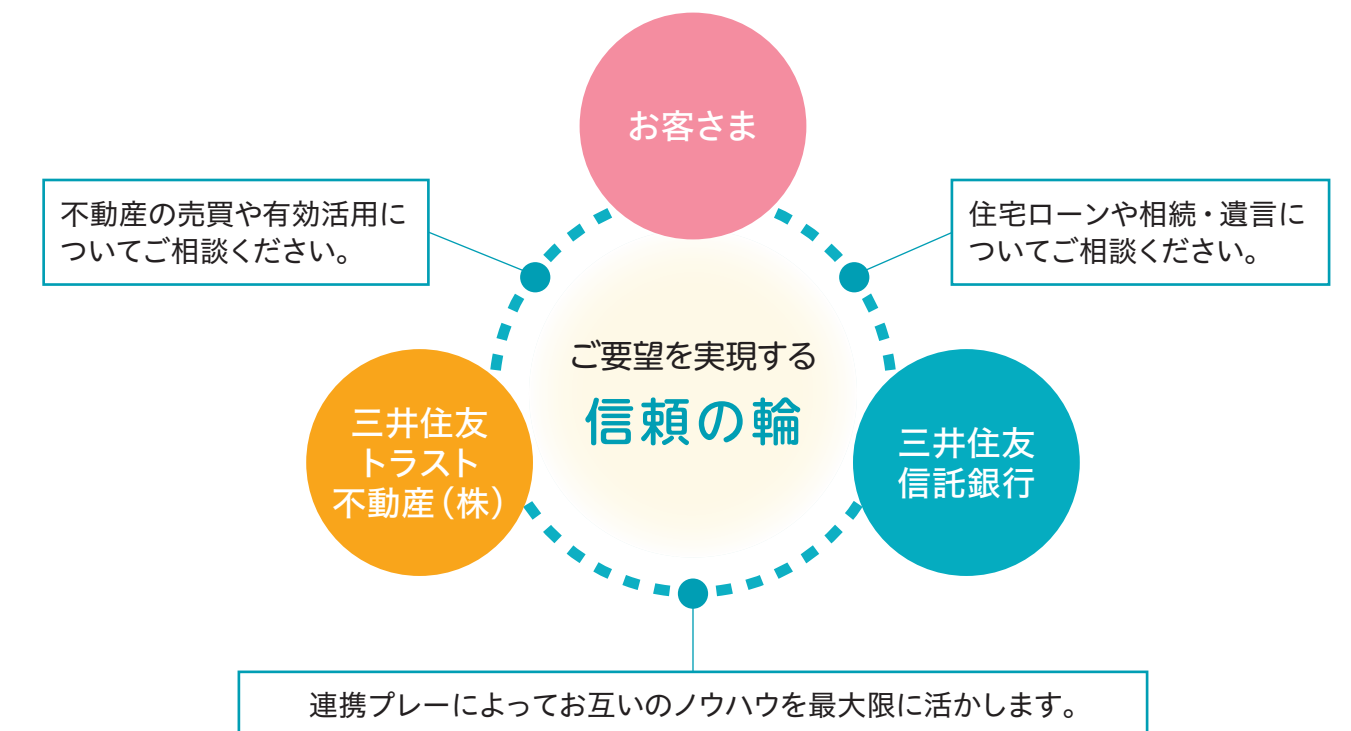 お客さま
不動産の売買や有効活用に
ついてご相談ください。
住宅ローンや相続・遺言に
ついてご相談ください。
ご要望を実現する
信頼の輪
三井住友
トラスト
不動産(株)
三井住友
信託銀行
連携プレーによってお互いのノウハウを最大限に活かします。